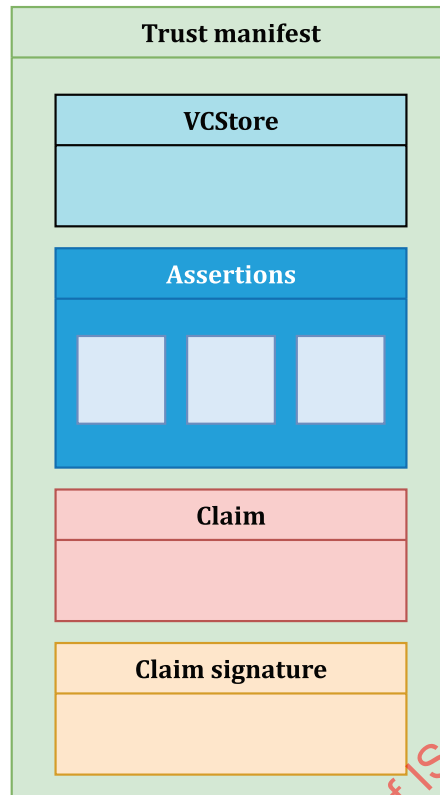 Trust manifest
VCStore
Assertions
Claim
Claim signature